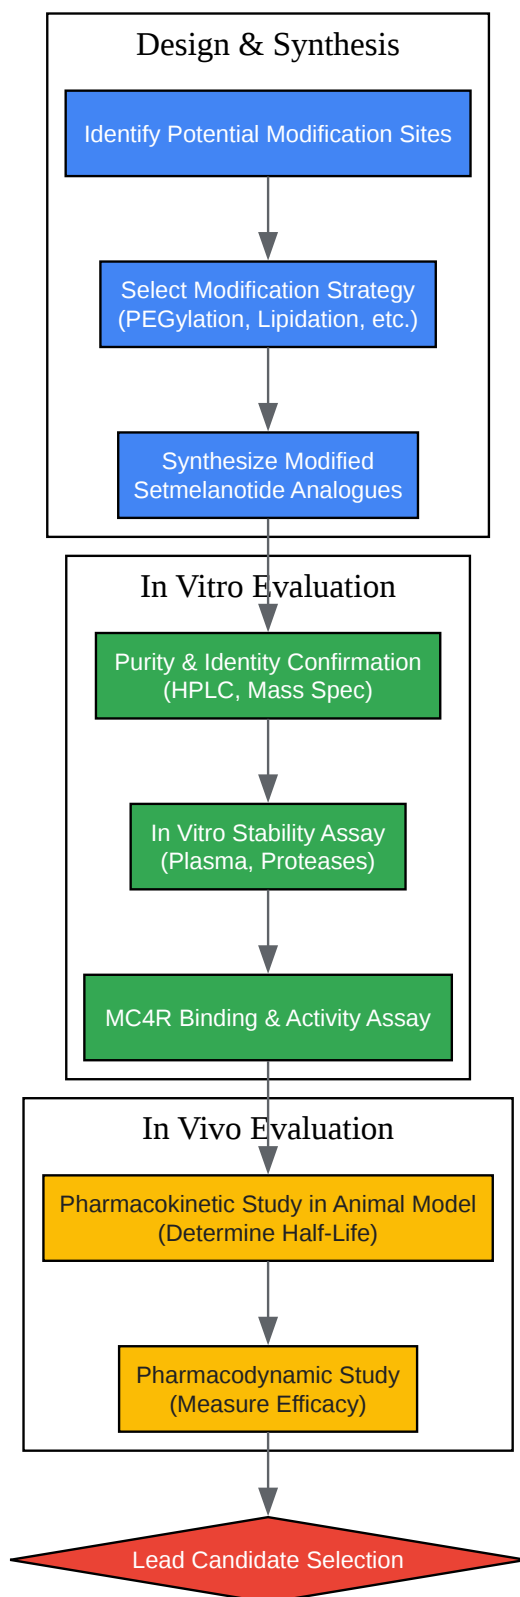 Design & Synthesis
Identify Potential Modification Sites
Select Modification Strategy
(PEGylation, Lipidation, etc.)
Synthesize Modified
Setmelanotide Analogues
In Vitro Evaluation
Purity & Identity Confirmation
(HPLC, Mass Spec)
In Vitro Stability Assay
(Plasma, Proteases)
MC4R Binding & Activity Assay
In Vivo Evaluation
Pharmacokinetic Study in Animal Model
(Determine Half-Life)
Pharmacodynamic Study
(Measure Efficacy)
Lead Candidate Selection